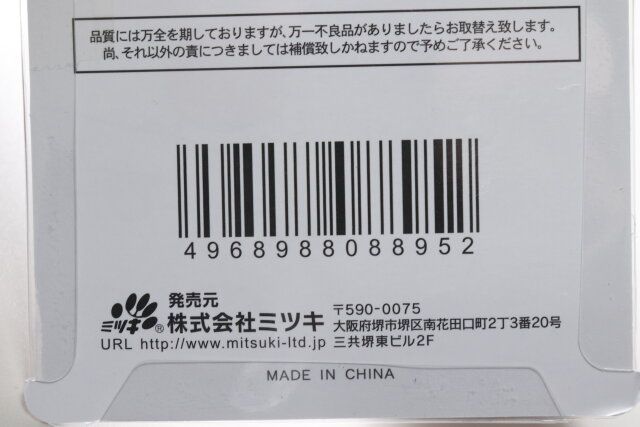 品質には万全を期しておりますが、万一不良品がありましたらお取替え致します。
尚、それ以外の責につきましては補償致しかねますので予めご了承ください。
4968988088952
ミツキ®
発売元
株式会社ミツキ
URL http://www.mitsuki-ltd.jp
〒590-0075
大阪府堺市堺区南花田口町2丁3番20号
三共堺東ビル2F
MADE IN CHINA